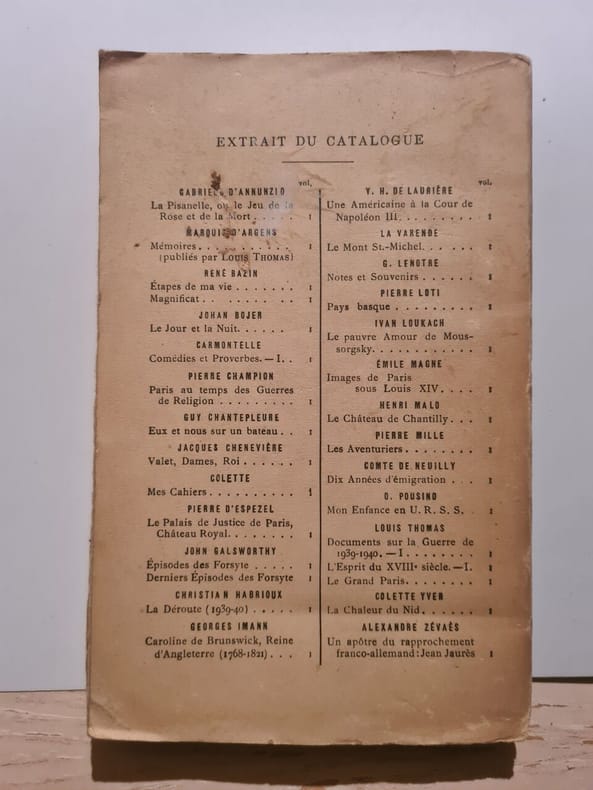 EXTRAIT DU CATALOGUE
vol.
GABRIELE D'ANNUNZIO
La Pisanelle, ou le Jeu de la
Rose et de la Mort . . . . . 1
MARQUIS D'ARGENS
Mémoires. . . . . . . . . . . 1
(publiés par LOUIS THOMAS)
RENÉ BAZIN
Étapes de ma vie . . . . . . . 1
Magnificat . . . . . . . . . 1
JOHAN BOJER
Le Jour et la Nuit. . . . . . 1
CARMONTELLE
Comédies et Proverbes. — I. . 1
PIERRE CHAMPION
Paris au temps des Guerres
de Religion . . . . . . . . . 1
GUY CHANTEPLEURE
Eux et nous sur un bateau. . 1
JACQUES CHENEVIÈRE
Valet, Dames, Roi . . . . . . 1
COLETTE
Mes Cahiers. . . . . . . . . . 1
PIERRE D'ESPEZEL
Le Palais de Justice de Paris,
Château Royal. . . . . . . . 1
JOHN GALSWORTHY
Épisodes des Forsyte . . . . . 1
Derniers Épisodes des Forsyte 1
CHRISTIAN HABRIOUX
La Déroute (1939-40) . . . . . 1
GEORGES IMANN
Caroline de Brunswick, Reine
d'Angleterre (1768-1821). . . 1
vol.
V. H. DE LAURIÈRE
Une Américaine à la Cour de
Napoléon III. . . . . . . . . 1
LA VARENDE
Le Mont St.-Michel. . . . . . 1
G. LENOTRE
Notes et Souvenirs . . . . . . 1
PIERRE LOTI
Pays basque . . . . . . . . . 1
IVAN LOUKACH
Le pauvre Amour de Mous-
sorgsky. . . . . . . . . . . . 1
ÉMILE MAGNE
Images de Paris
sous Louis XIV. . . . 1
HENRI MALO
Le Château de Chantilly. . . 1
PIERRE MILLE
Les Aventuriers. . . . . . . . 1
COMTE DE NEUILLY
Dix Années d'émigration . . . 1
O. POUSINO
Mon Enfance en U. R. S. S. . 1
LOUIS THOMAS
Documents sur la Guerre de
1939-1940. — I . . . . . . . . 1
L'Esprit du XVIIIe siècle. — I. 1
Le Grand Paris. . . . . . . . 1
COLETTE YVER
La Chaleur du Nid. . . . . . 1
ALEXANDRE ZÉVAÈS
Un apôtre du rapprochement
franco-allemand : Jean Jaurès 1